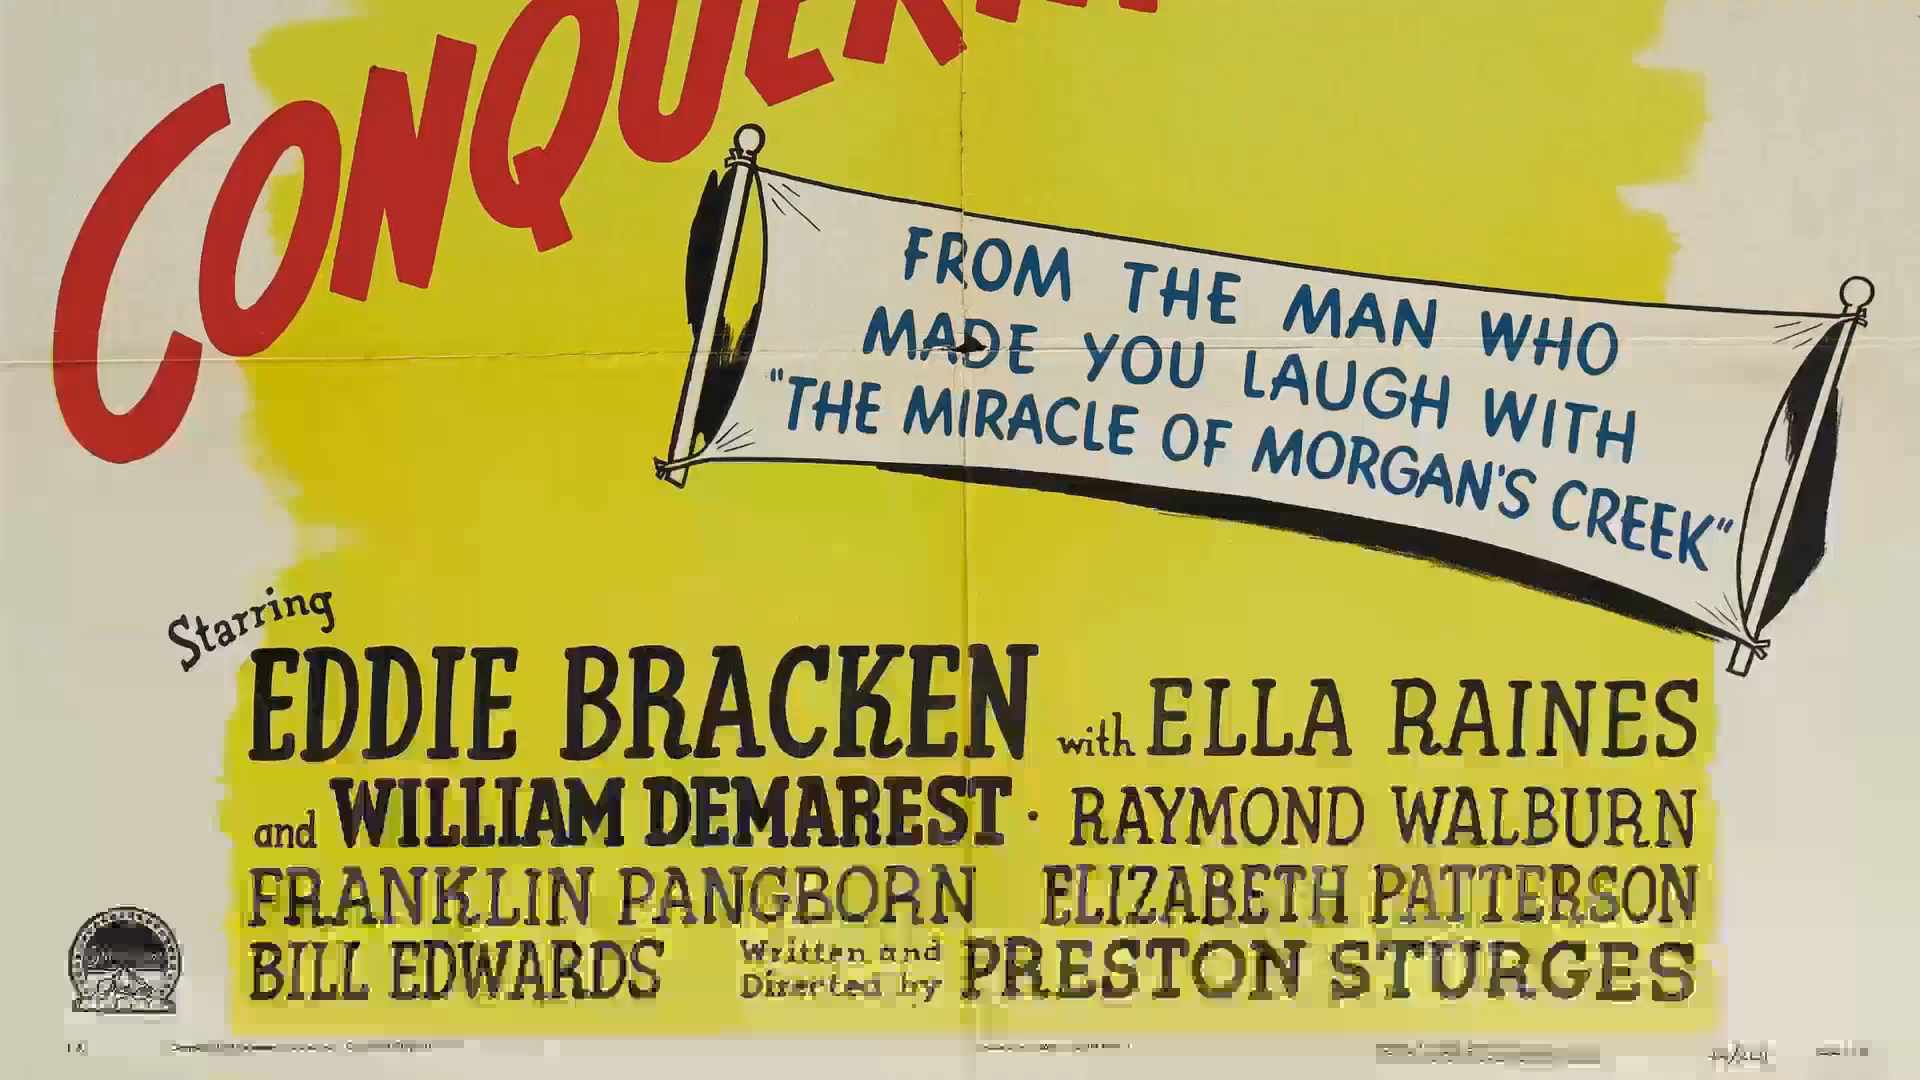 FROM THE MAN WHO
MADE YOU LAUGH WITH
"THE MIRACLE OF MORGAN'S CREEK"
Starring
EDDIE BRACKEN with ELLA RAINES
and WILLIAM DEMAREST · RAYMOND WALBURN
FRANKLIN PANGBORN ELIZABETH PATTERSON
BILL EDWARDS Written and Directed by PRESTON STURGES